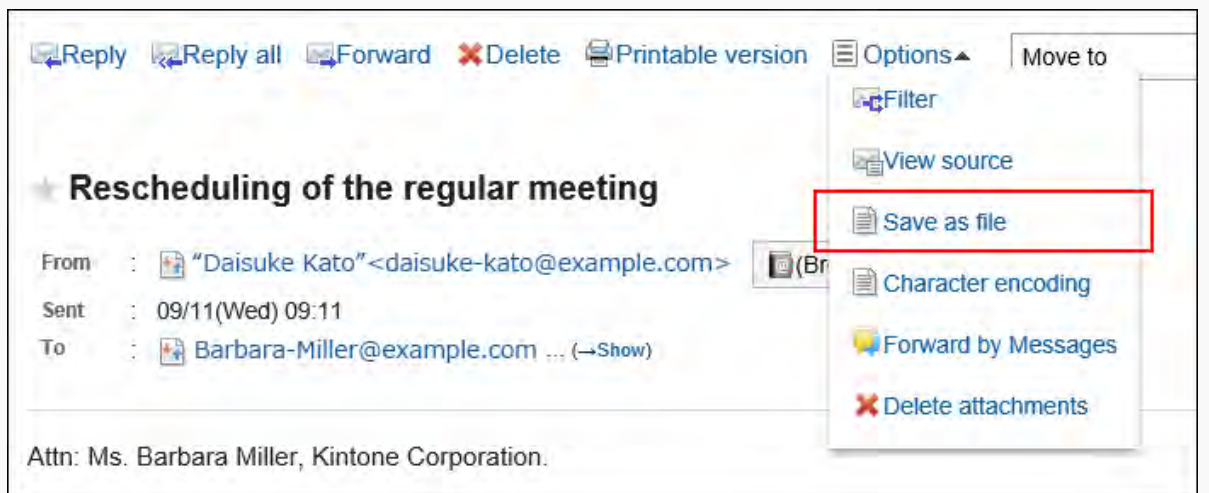 Reply Reply all Forward Delete Printable version Options▲ Move to
Filter
View source
Save as file
Character encoding
Forward by Messages
Delete attachments
Rescheduling of the regular meeting
From : “Daisuke Kato”<daisuke-kato@example.com> (Br
Sent : 09/11(Wed) 09:11
To : Barbara-Miller@example.com ... (→Show)
Attn: Ms. Barbara Miller, Kintone Corporation.